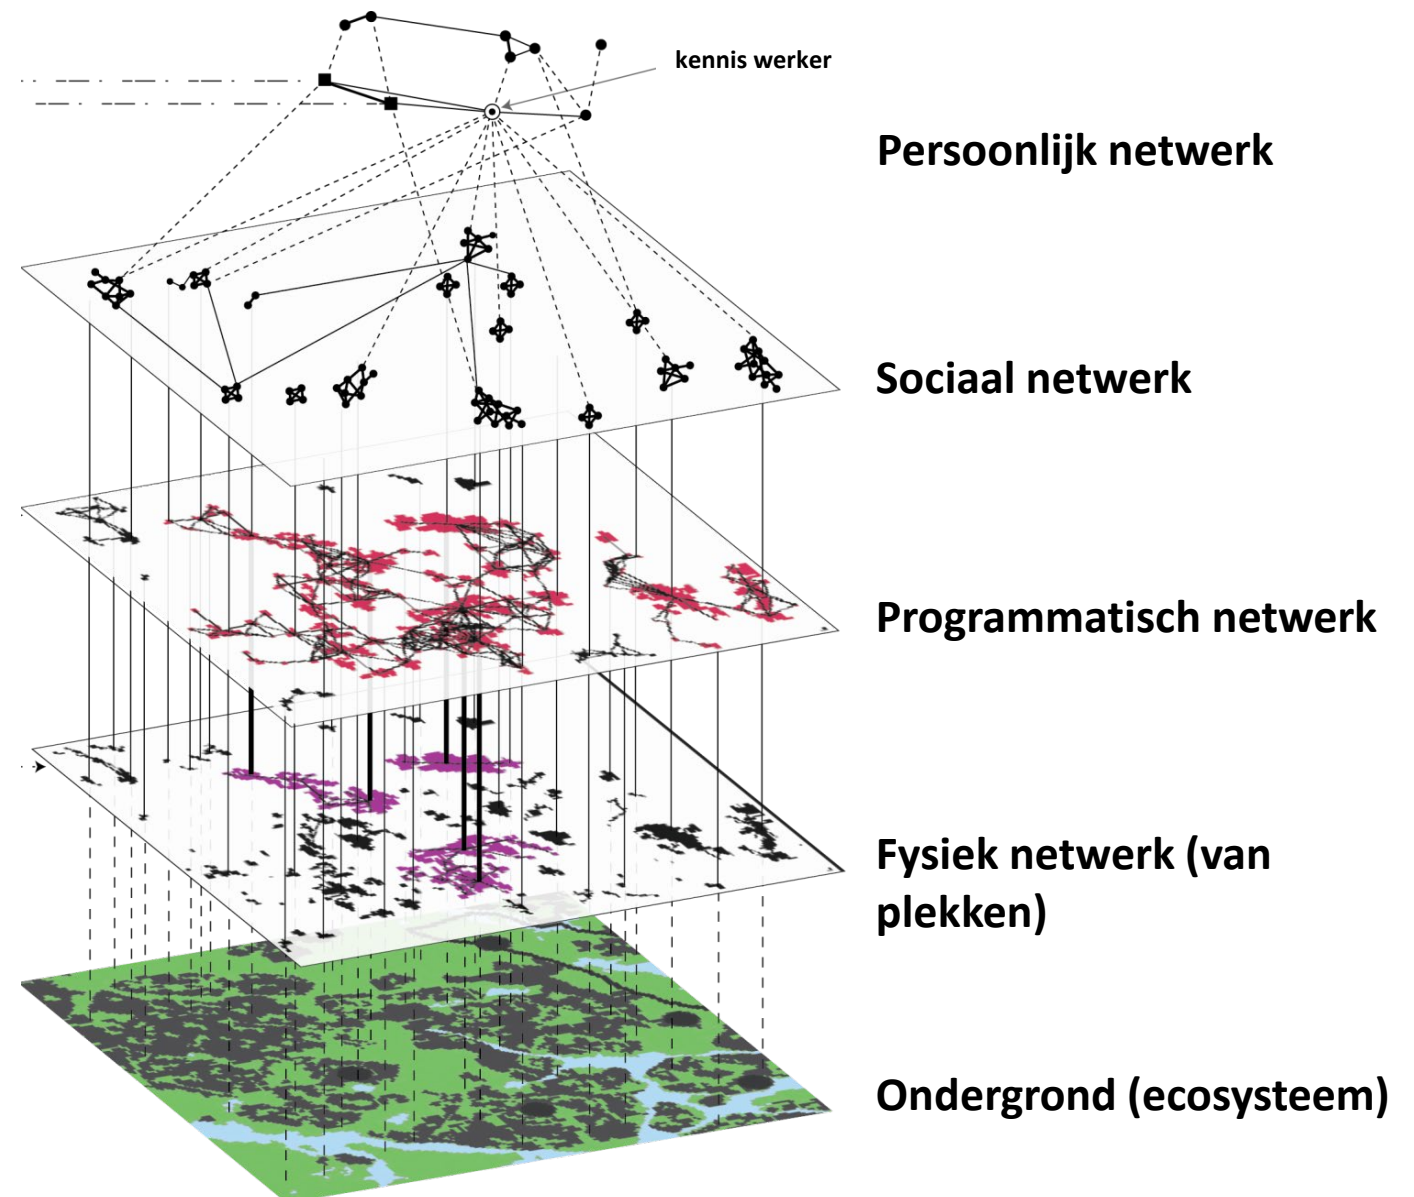 kennis werker
Persoonlijk netwerk
Sociaal netwerk
Programmatisch netwerk
Fysiek netwerk (van
plekken)
Ondergrond (ecosysteem)